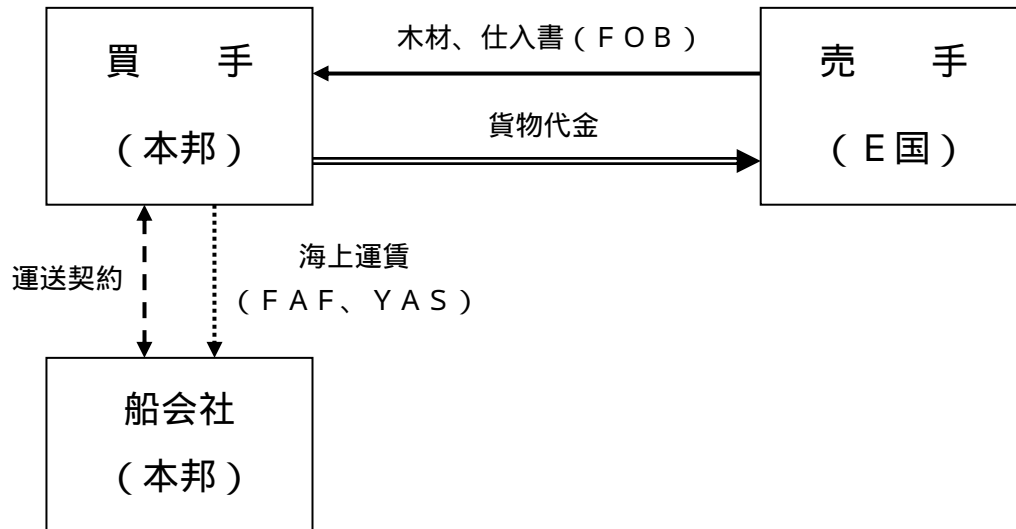 買　　手
（本邦）
木材、仕入書（ＦＯＢ）
貨物代金
売　　手
（Ｅ国）
運送契約
海上運賃
（ＦＡＦ、ＹＡＳ）
船会社
（本邦）